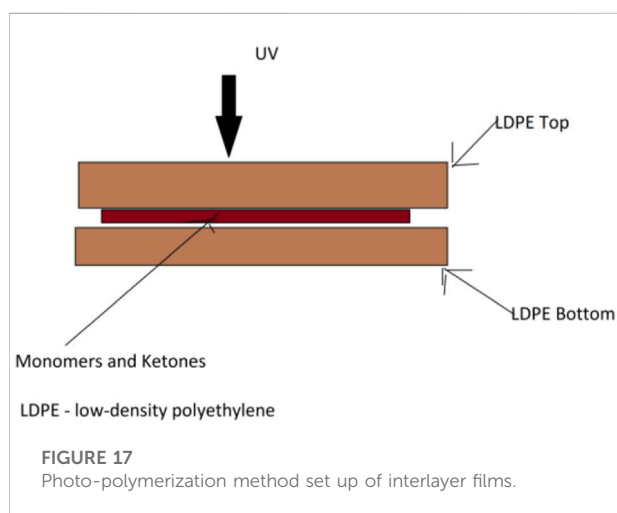 UV
LDPE Top
LDPE Bottom
Monomers and Ketones
LDPE - low-density polyethylene
FIGURE 17
Photo-polymerization method set up of interlayer films.